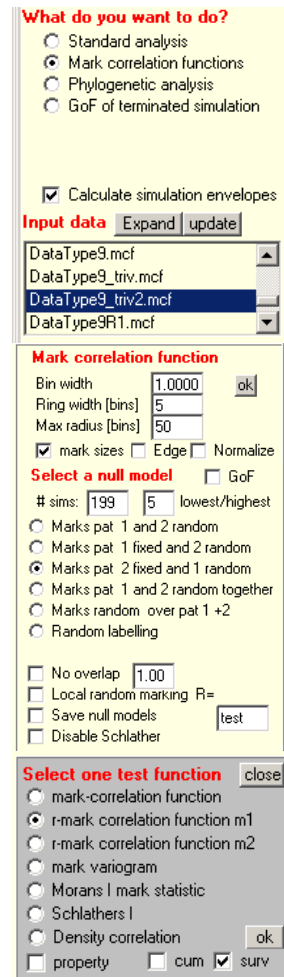 What do you want to do?
Standard analysis
Mark correlation functions
Phylogenetic analysis
GoF of terminated simulation
Calculate simulation envelopes
Input data Expand update
DataType9.mcf
DataType9_triv.mcf
DataType9_triv2.mcf
DataType9R1.mcf
Mark correlation function
Bin width 1.0000 ok
Ring width [bins] 5
Max radius [bins] 50
mark sizes Edge Normalize
Select a null model GoF
# sims: 199 5 lowest/highest
Marks pat 1 and 2 random
Marks pat 1 fixed and 2 random
Marks pat 2 fixed and 1 random
Marks pat 1 and 2 random together
Marks random over pat 1 +2
Random labelling
No overlap 1.00
Local random marking R=
Save null models test
Disable Schlather
Select one test function close
mark-correlation function
r-mark correlation function m1
r-mark correlation function m2
mark variogram
Morans I mark statistic
Schlathers I
Density correlation ok
property cum surv